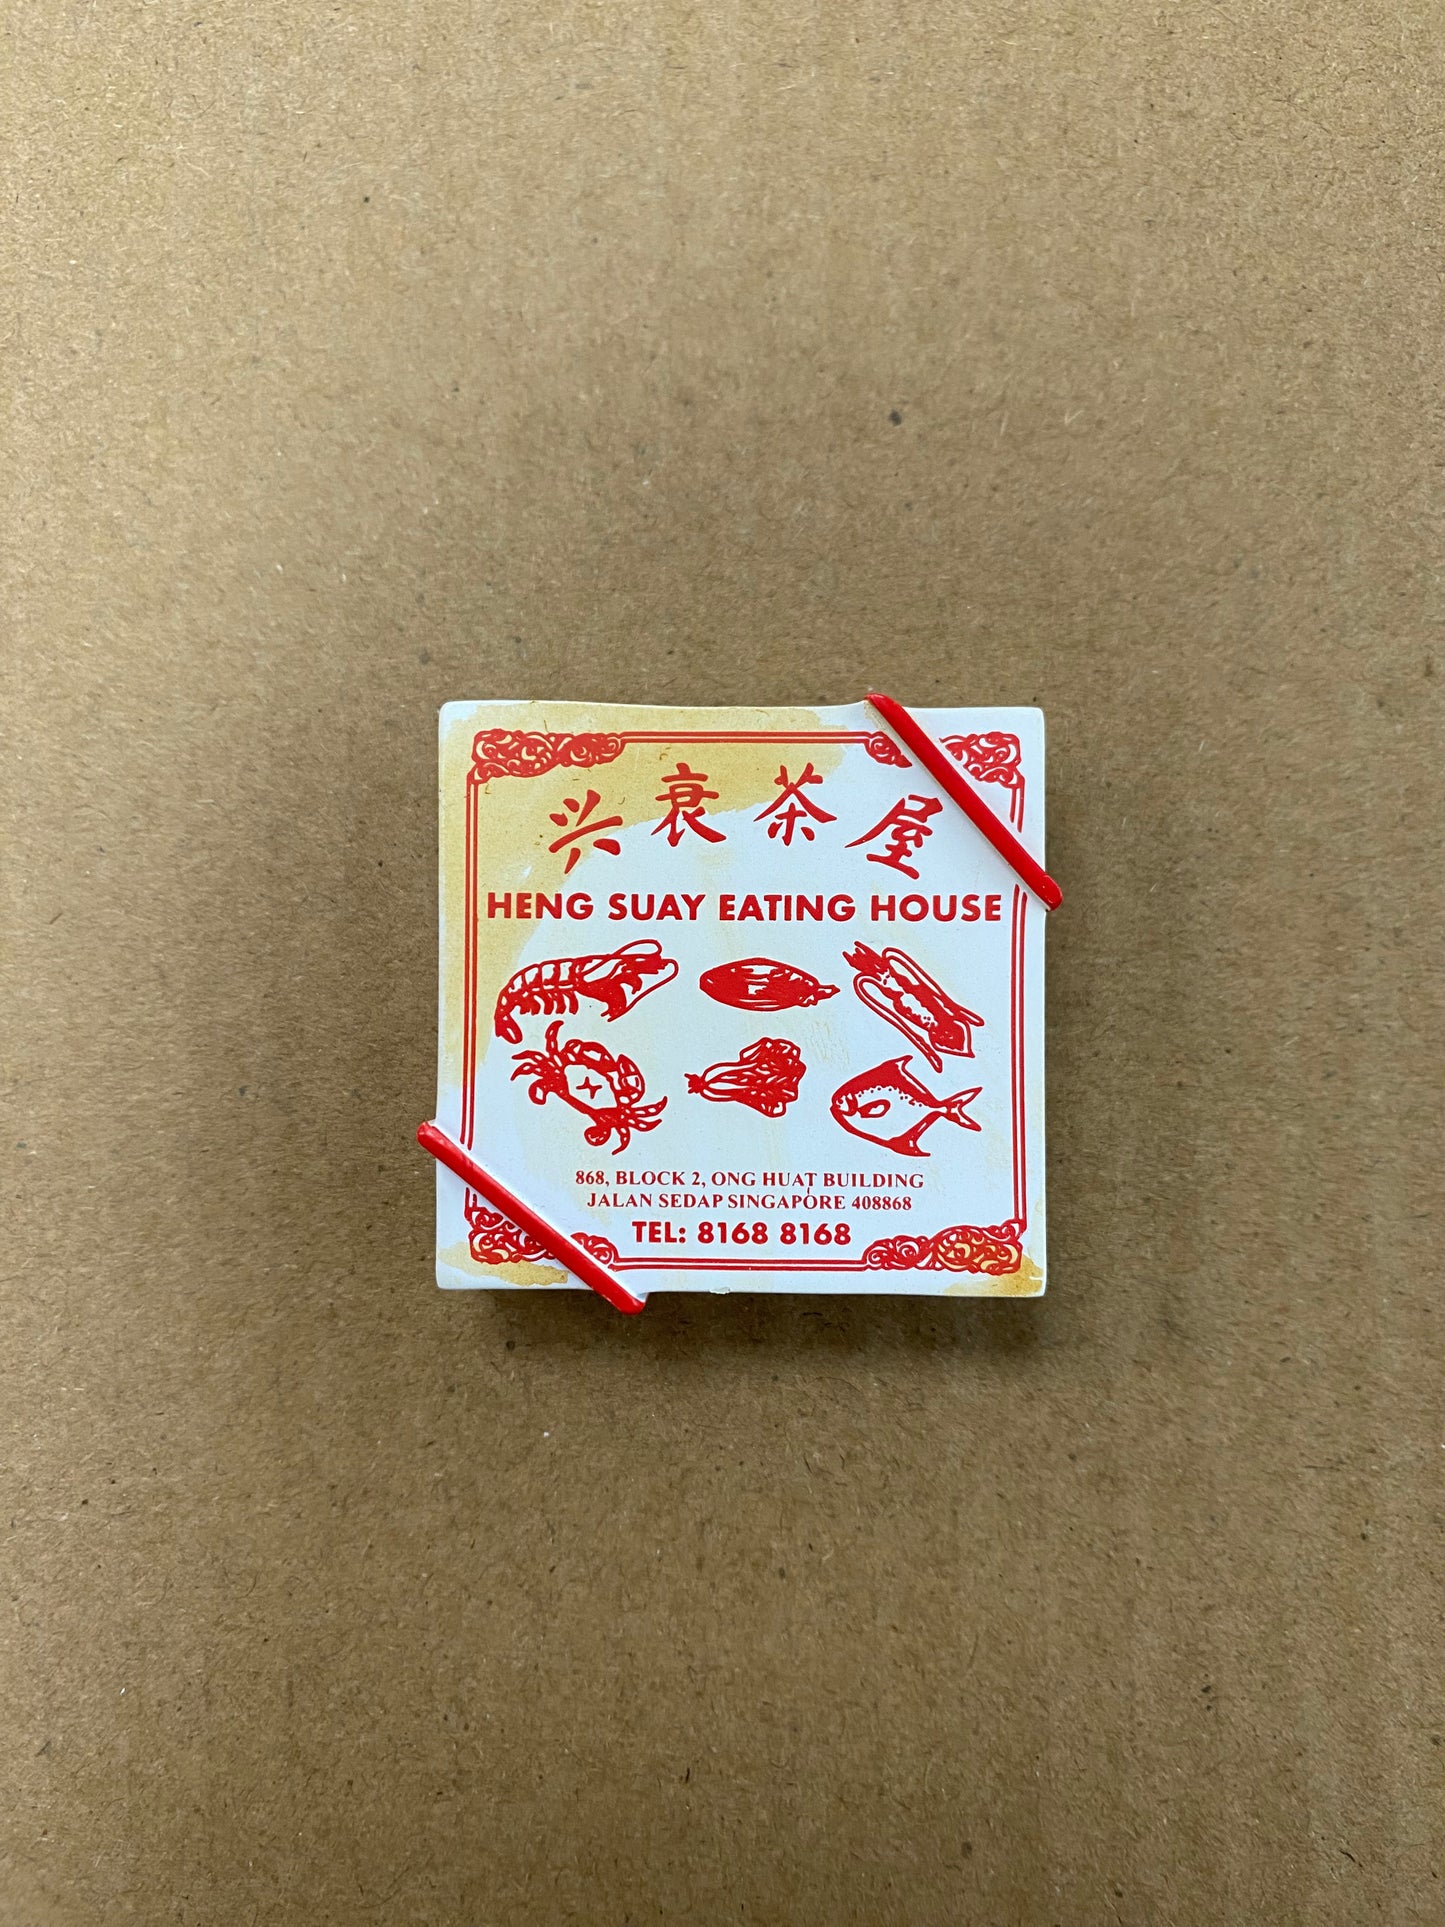 兴衰茶屋
HENG SUAY EATING HOUSE
868, BLOCK 2, ONG HUAT BUILDING
JALAN SEDAP SINGAPORE 408868
TEL: 8168 8168